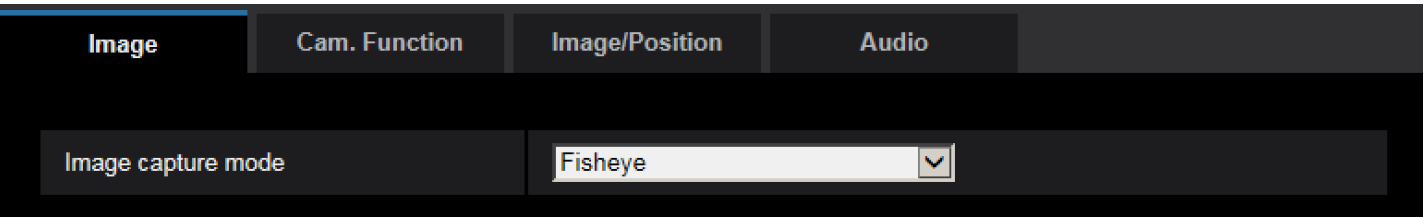 Image Cam. Function Image/Position Audio
Image capture mode Fisheye